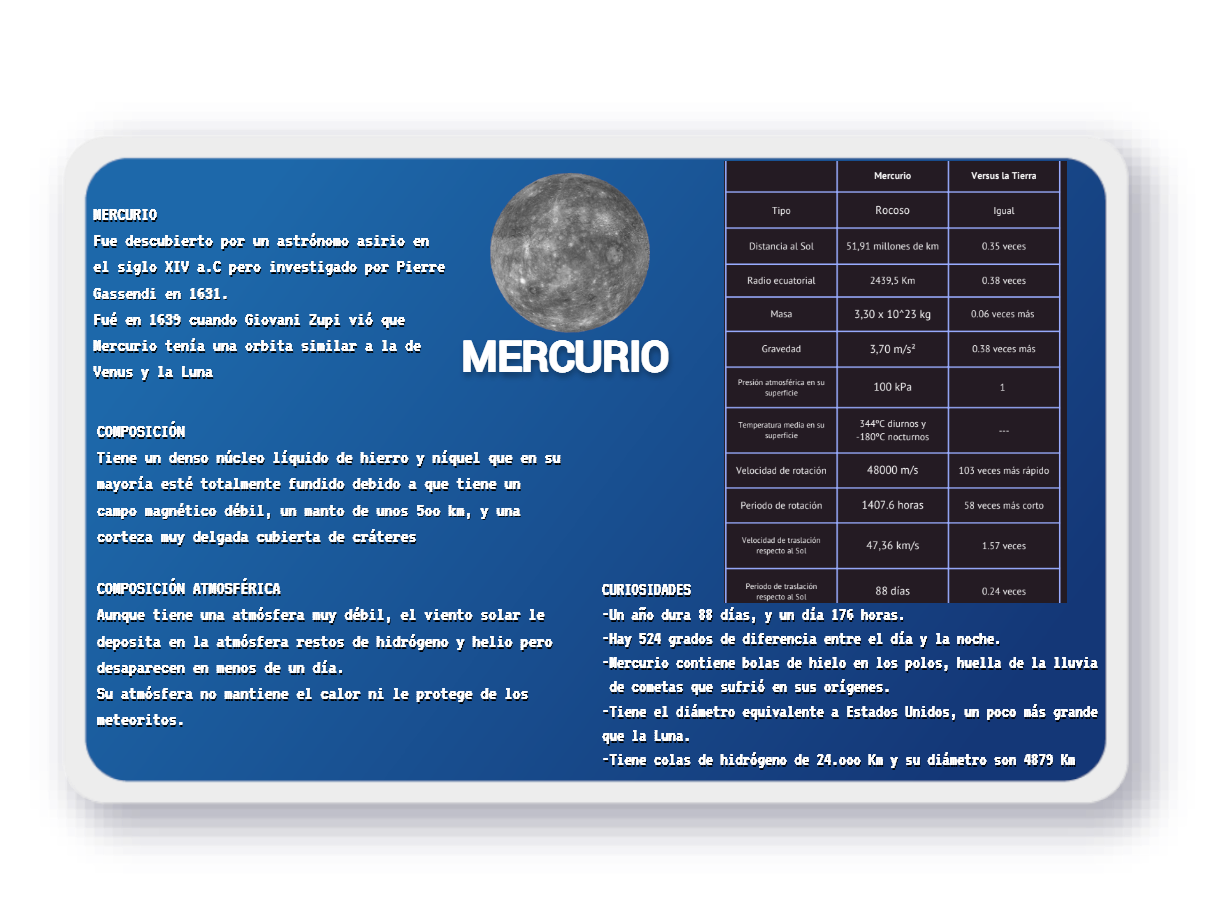 MERCURIO
Fue descubierto por un astrónomo asirio en
el siglo XIV a.C pero investigado por Pierre
Gassendi en 1631.
Fué en 1639 cuando Giovani Zupi vió que
Mercurio tenía una orbita similar a la de
Venus y la Luna
MERCURIO
COMPOSICIÓN
Tiene un denso núcleo líquido de hierro y níquel que en su
mayoría esté totalmente fundido debido a que tiene un
campo magnético débil, un manto de unos 5oo km, y una
corteza muy delgada cubierta de cráteres
COMPOSICIÓN ATMOSFÉRICA
Aunque tiene una atmósfera muy débil, el viento solar le
deposita en la atmósfera restos de hidrógeno y helio pero
desaparecen en menos de un día.
Su atmósfera no mantiene el calor ni le protege de los
meteoritos.
Mercurio Versus la Tierra
Tipo Rocoso Igual
Distancia al Sol 51,91 millones de km 0.35 veces
Radio ecuatorial 2439,5 Km 0.38 veces
Masa 3,30 x 10^23 kg 0.06 veces más
Gravedad 3,70 m/s² 0.38 veces más
Presión atmosférica en su
superficie 100 kPa 1
Temperatura media en su
superficie 344ºC diurnos y
-180ºC nocturnos ---
Velocidad de rotación 48000 m/s 103 veces más rápido
Periodo de rotación 1407.6 horas 58 veces más corto
Velocidad de traslación
respecto al Sol 47,36 km/s 1.57 veces
Periodo de traslación
respecto al Sol 88 días 0.24 veces
CURIOSIDADES
-Un año dura 88 días, y un día 176 horas.
-Hay 524 grados de diferencia entre el día y la noche.
-Mercurio contiene bolas de hielo en los polos, huella de la lluvia
de cometas que sufrió en sus orígenes.
-Tiene el diámetro equivalente a Estados Unidos, un poco más grande
que la Luna.
-Tiene colas de hidrógeno de 24.ooo Km y su diámetro son 4879 Km